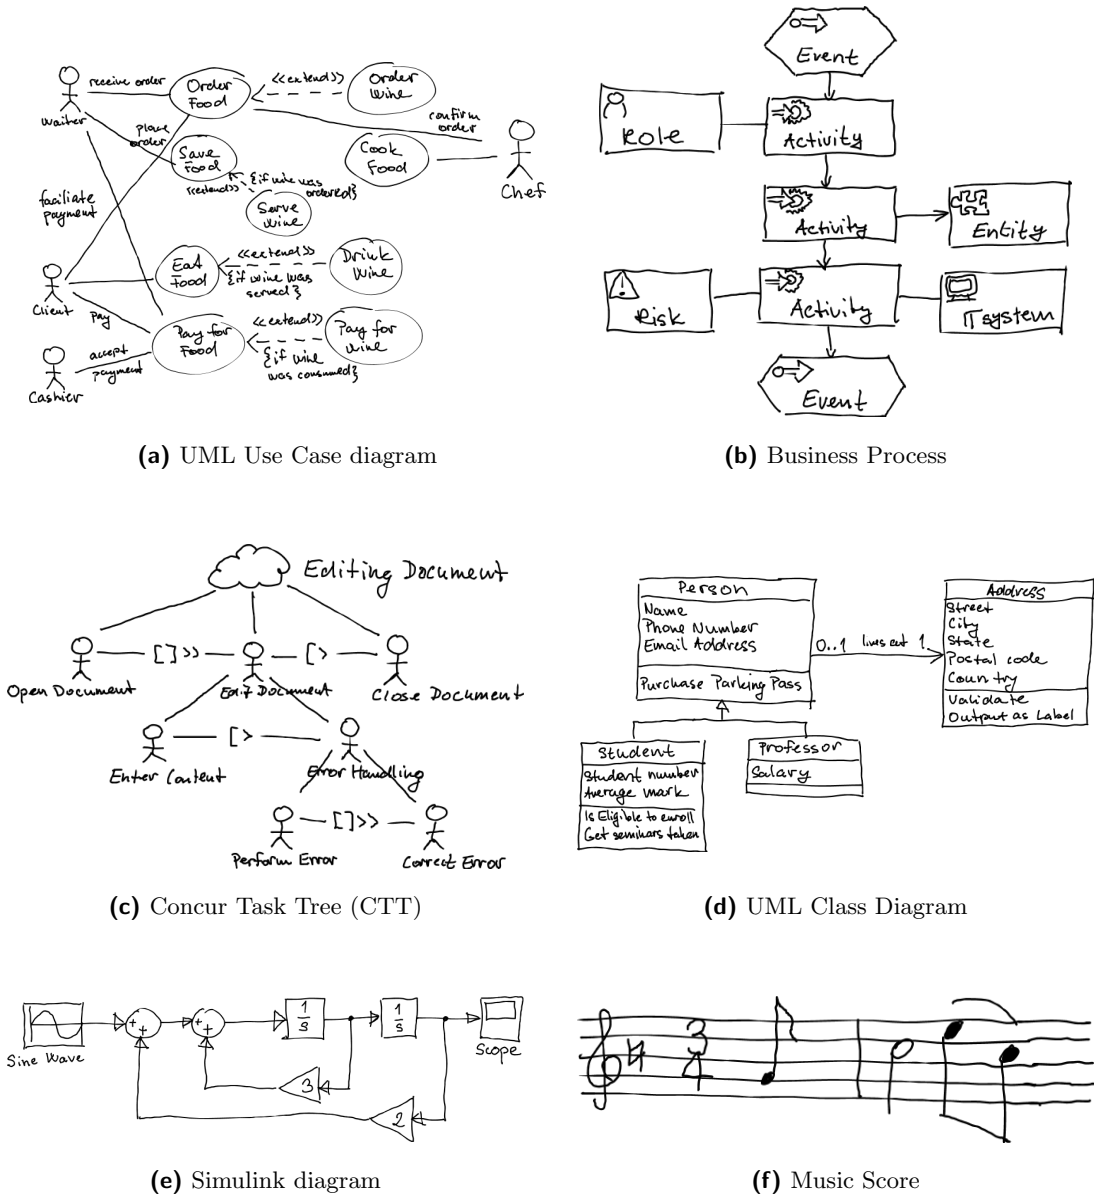 receive order
Order
Food
<<extend>>
Order
wine
Waiter
place
order
confirm
order
Save
Food
<<extend>>
{if wine was
ordered}
Cook
Food
Chef
faciliate
payment
Serve
wine
Eat
Food
<<extend>>
{if wine was
served}
Drink
Wine
Client
pay
Pay for
Food
<<extend>>
{if wine
was consumed}
Pay for
wine
accept
payment
Cashier
(a) UML Use Case diagram
Event
Role
Activity
Activity
Entity
Risk
Activity
ITsystem
Event
(b) Business Process
Editing Document
Open Document
[]>>
Edit Document
[>
Close Document
Enter Content
[>
Error Handling
Perform Error
[]>>
Correct Error
(c) Concur Task Tree (CTT)
Person
Name
Phone Number
Email Address
Purchase Parking Pass
0..1 lives at 1
Address
Street
City
State
Postal code
Country
Validate
Output as Label
Student
Student number
Average mark
Is Eligible to enroll
Get seminars taken
Professor
Salary
(d) UML Class Diagram
Sine Wave
+
+
+
+
1
s
1
s
Scope
3
2
(e) Simulink diagram
3
4
(f) Music Score